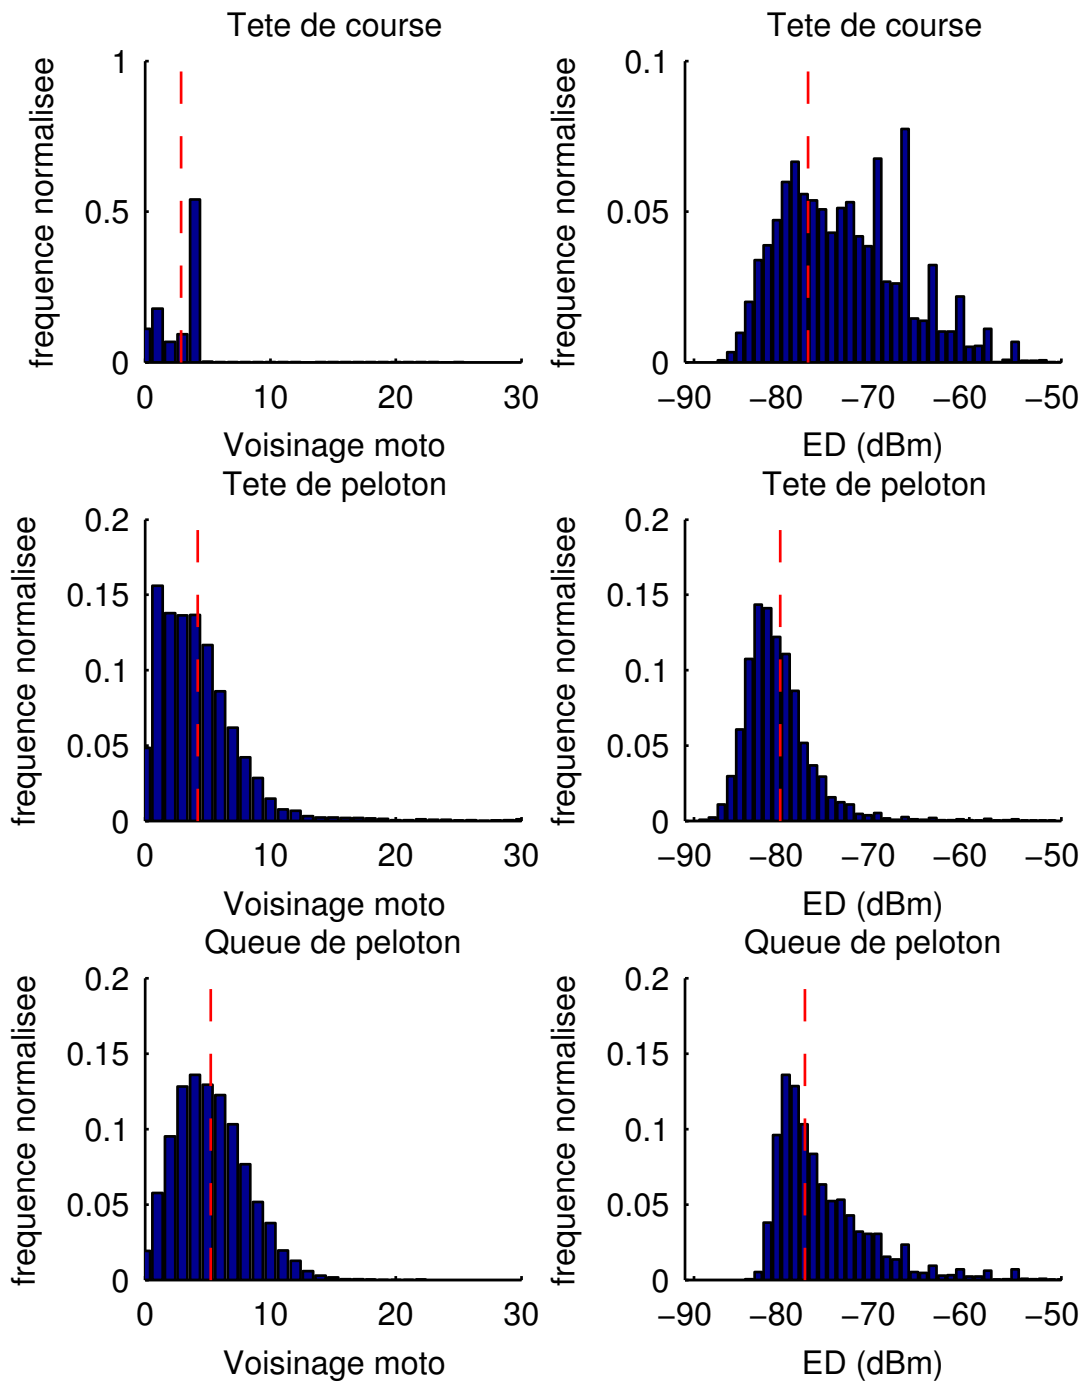 Tete de course
frequence normalisee
1
0.5
0
0 10 20 30
Voisinage moto
Tete de course
frequence normalisee
0.1
0.05
0
−90 −80 −70 −60 −50
ED (dBm)
Tete de peloton
frequence normalisee
0.2
0.15
0.1
0.05
0
0 10 20 30
Voisinage moto
Tete de peloton
frequence normalisee
0.2
0.15
0.1
0.05
0
−90 −80 −70 −60 −50
ED (dBm)
Queue de peloton
frequence normalisee
0.2
0.15
0.1
0.05
0
0 10 20 30
Voisinage moto
Queue de peloton
frequence normalisee
0.2
0.15
0.1
0.05
0
−90 −80 −70 −60 −50
ED (dBm)